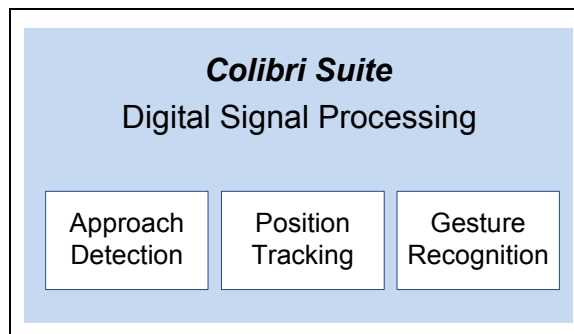 Colibri Suite
Digital Signal Processing
Approach
Detection
Position
Tracking
Gesture
Recognition